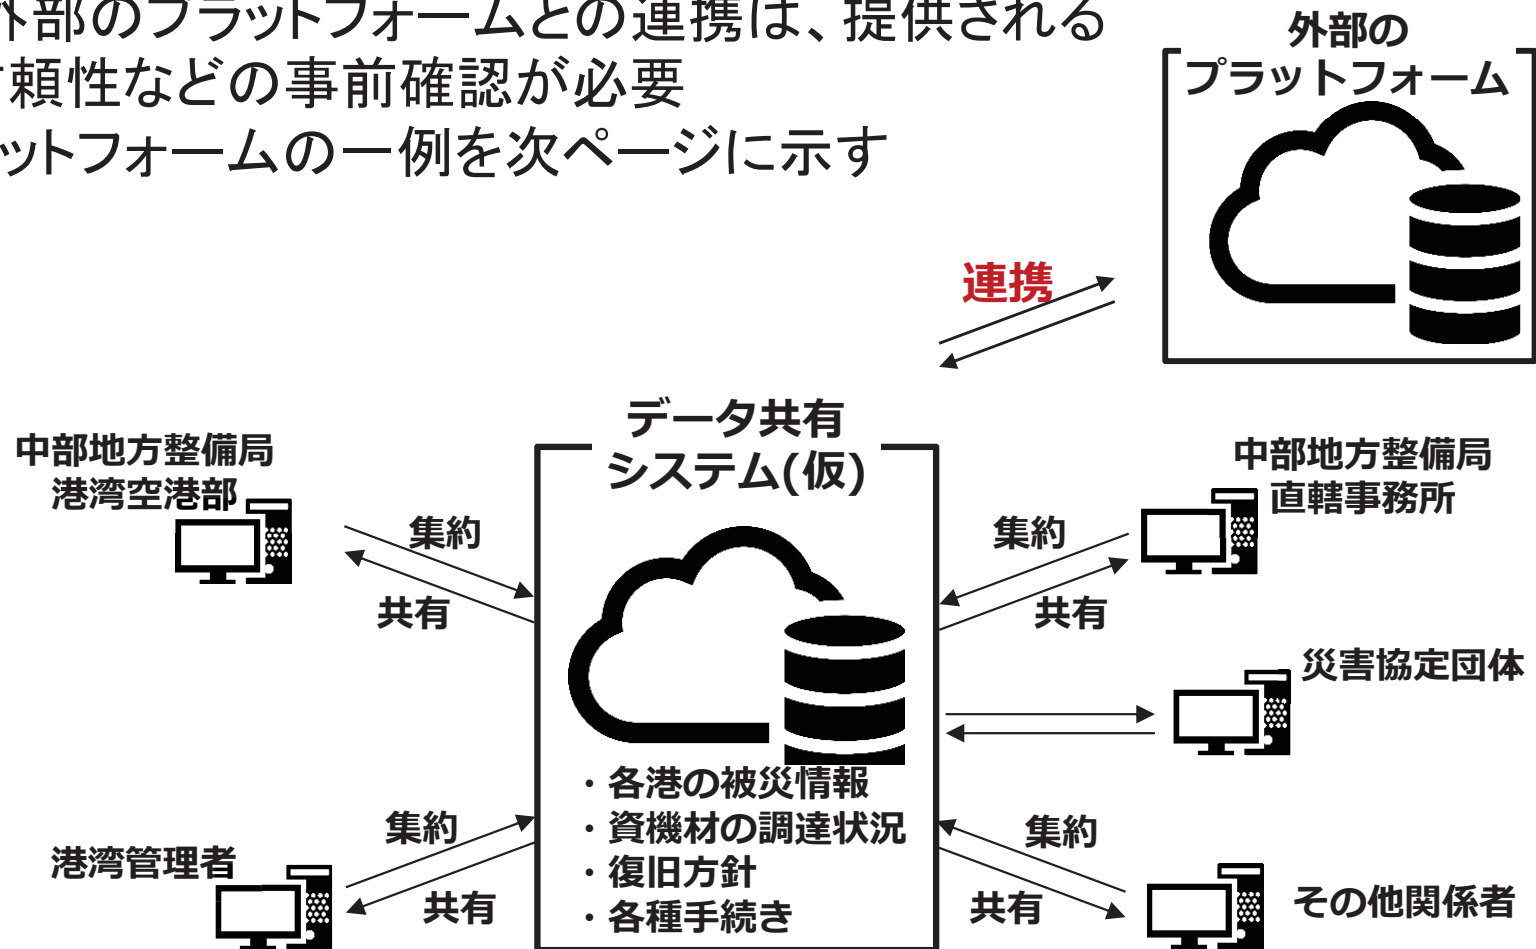 外部のプラットフォームとの連携は、提供される
頼性などの事前確認が必要
ットフォームの一例を次ページに示す
外部の
プラットフォーム
連携
データ共有
システム(仮)
中部地方整備局
港湾空港部
集約
共有
中部地方整備局
直轄事務所
集約
共有
災害協定団体
・各港の被災情報
・資機材の調達状況
・復旧方針
・各種手続き
港湾管理者
集約
共有
集約
共有
その他関係者